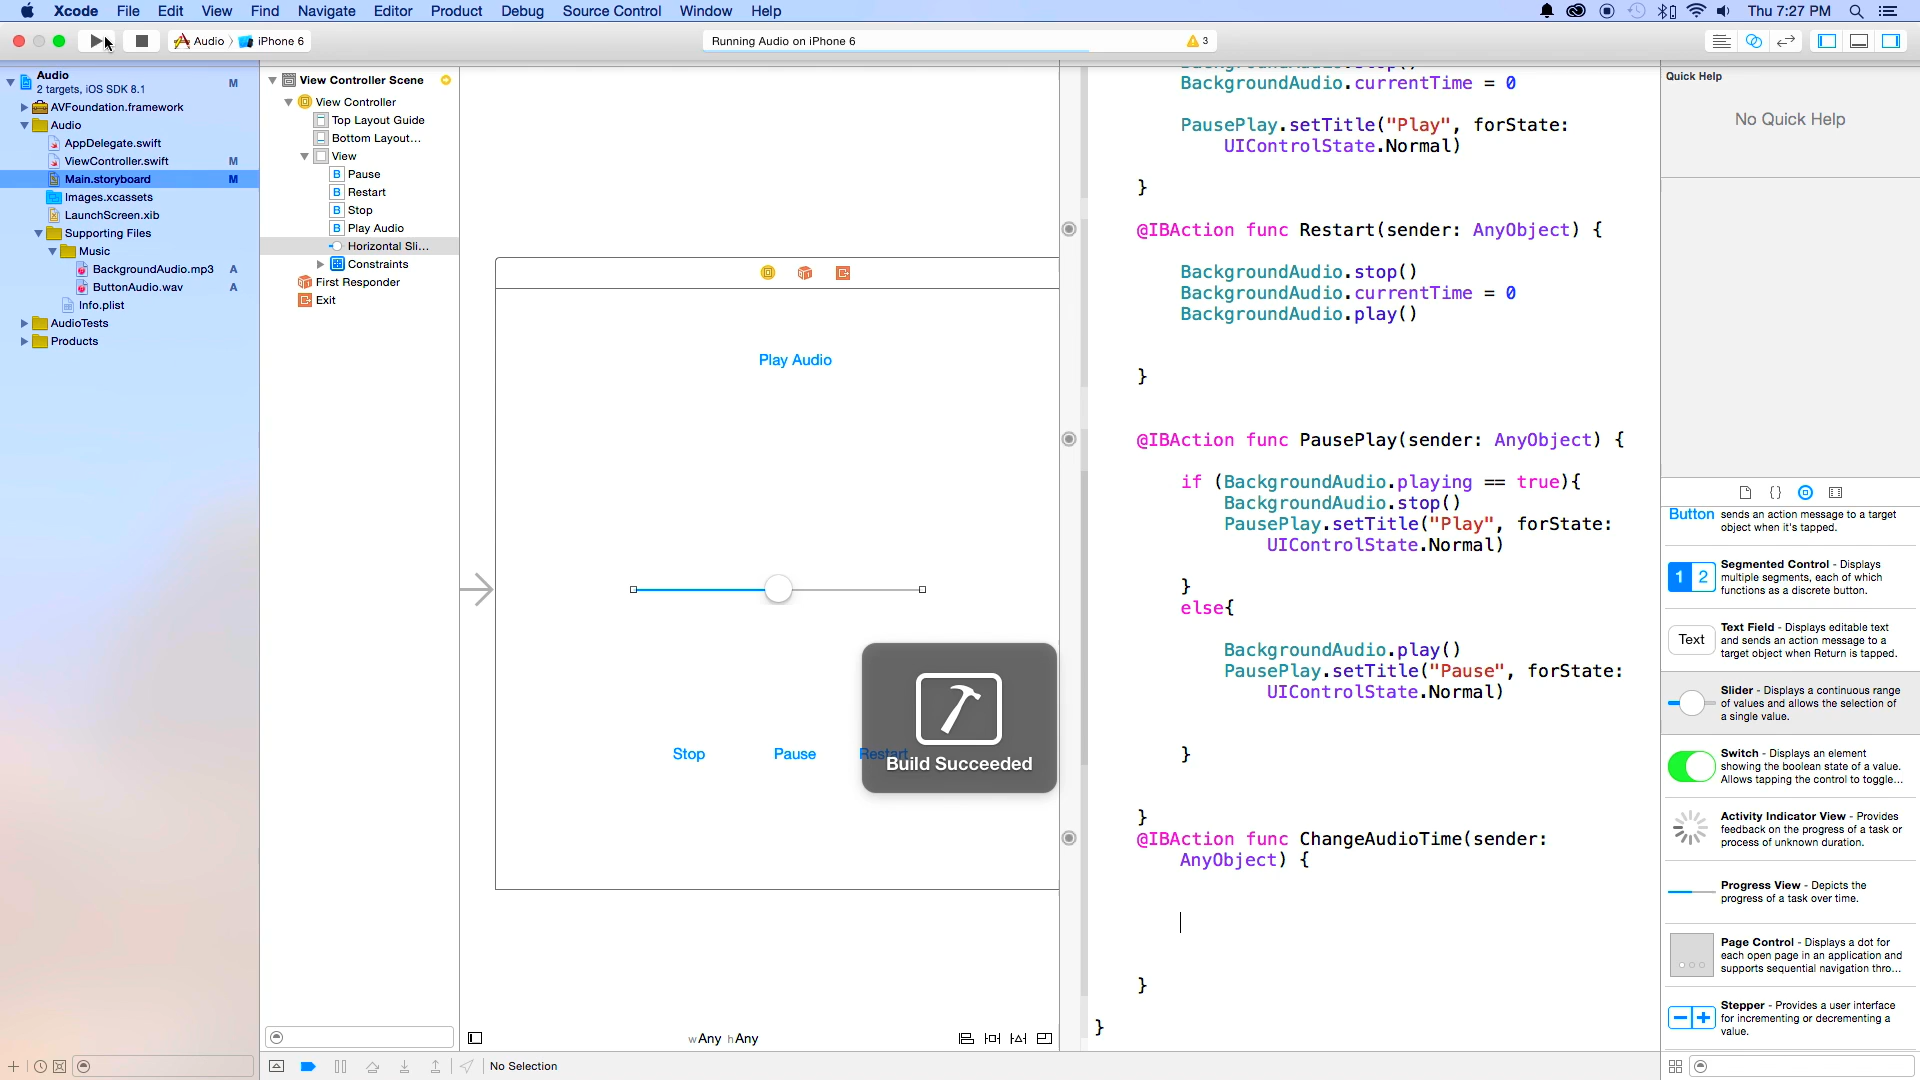 Xcode File Edit View Find Navigate Editor Product Debug Source Control Window Help Thu 7:27 PM
Audio iPhone 6 Running Audio on iPhone 6 3
Audio
2 targets, iOS SDK 8.1 M
AVFoundation.framework
Audio
AppDelegate.swift
ViewController.swift M
Main.storyboard M
Images.xcassets
LaunchScreen.xib
Supporting Files
Music
BackgroundAudio.mp3 A
ButtonAudio.wav A
Info.plist
AudioTests
Products
View Controller Scene
View Controller
Top Layout Guide
Bottom Layout...
View
B Pause
B Restart
B Stop
B Play Audio
Horizontal Sli...
Constraints
First Responder
Exit
Play Audio
Stop Pause Restart
Build Succeeded
wAny hAny
No Selection
BackgroundAudio.stop()
BackgroundAudio.currentTime = 0
PausePlay.setTitle("Play", forState:
UIControlState.Normal)
}
@IBAction func Restart(sender: AnyObject) {
BackgroundAudio.stop()
BackgroundAudio.currentTime = 0
BackgroundAudio.play()
}
@IBAction func PausePlay(sender: AnyObject) {
if (BackgroundAudio.playing == true){
BackgroundAudio.stop()
PausePlay.setTitle("Play", forState:
UIControlState.Normal)
}
else{
BackgroundAudio.play()
PausePlay.setTitle("Pause", forState:
UIControlState.Normal)
}
}
@IBAction func ChangeAudioTime(sender:
AnyObject) {
}
}
Quick Help
No Quick Help
Button sends an action message to a target
object when it's tapped.
1 2
Segmented Control - Displays
multiple segments, each of which
functions as a discrete button.
Text
Text Field - Displays editable text
and sends an action message to a
target object when Return is tapped.
Slider - Displays a continuous range
of values and allows the selection of
a single value.
Switch - Displays an element
showing the boolean state of a value.
Allows tapping the control to toggle...
Activity Indicator View - Provides
feedback on the progress of a task or
process of unknown duration.
Progress View - Depicts the
progress of a task over time.
Page Control - Displays a dot for
each open page in an application and
supports sequential navigation thro...
Stepper - Provides a user interface
for incrementing or decrementing a
value.